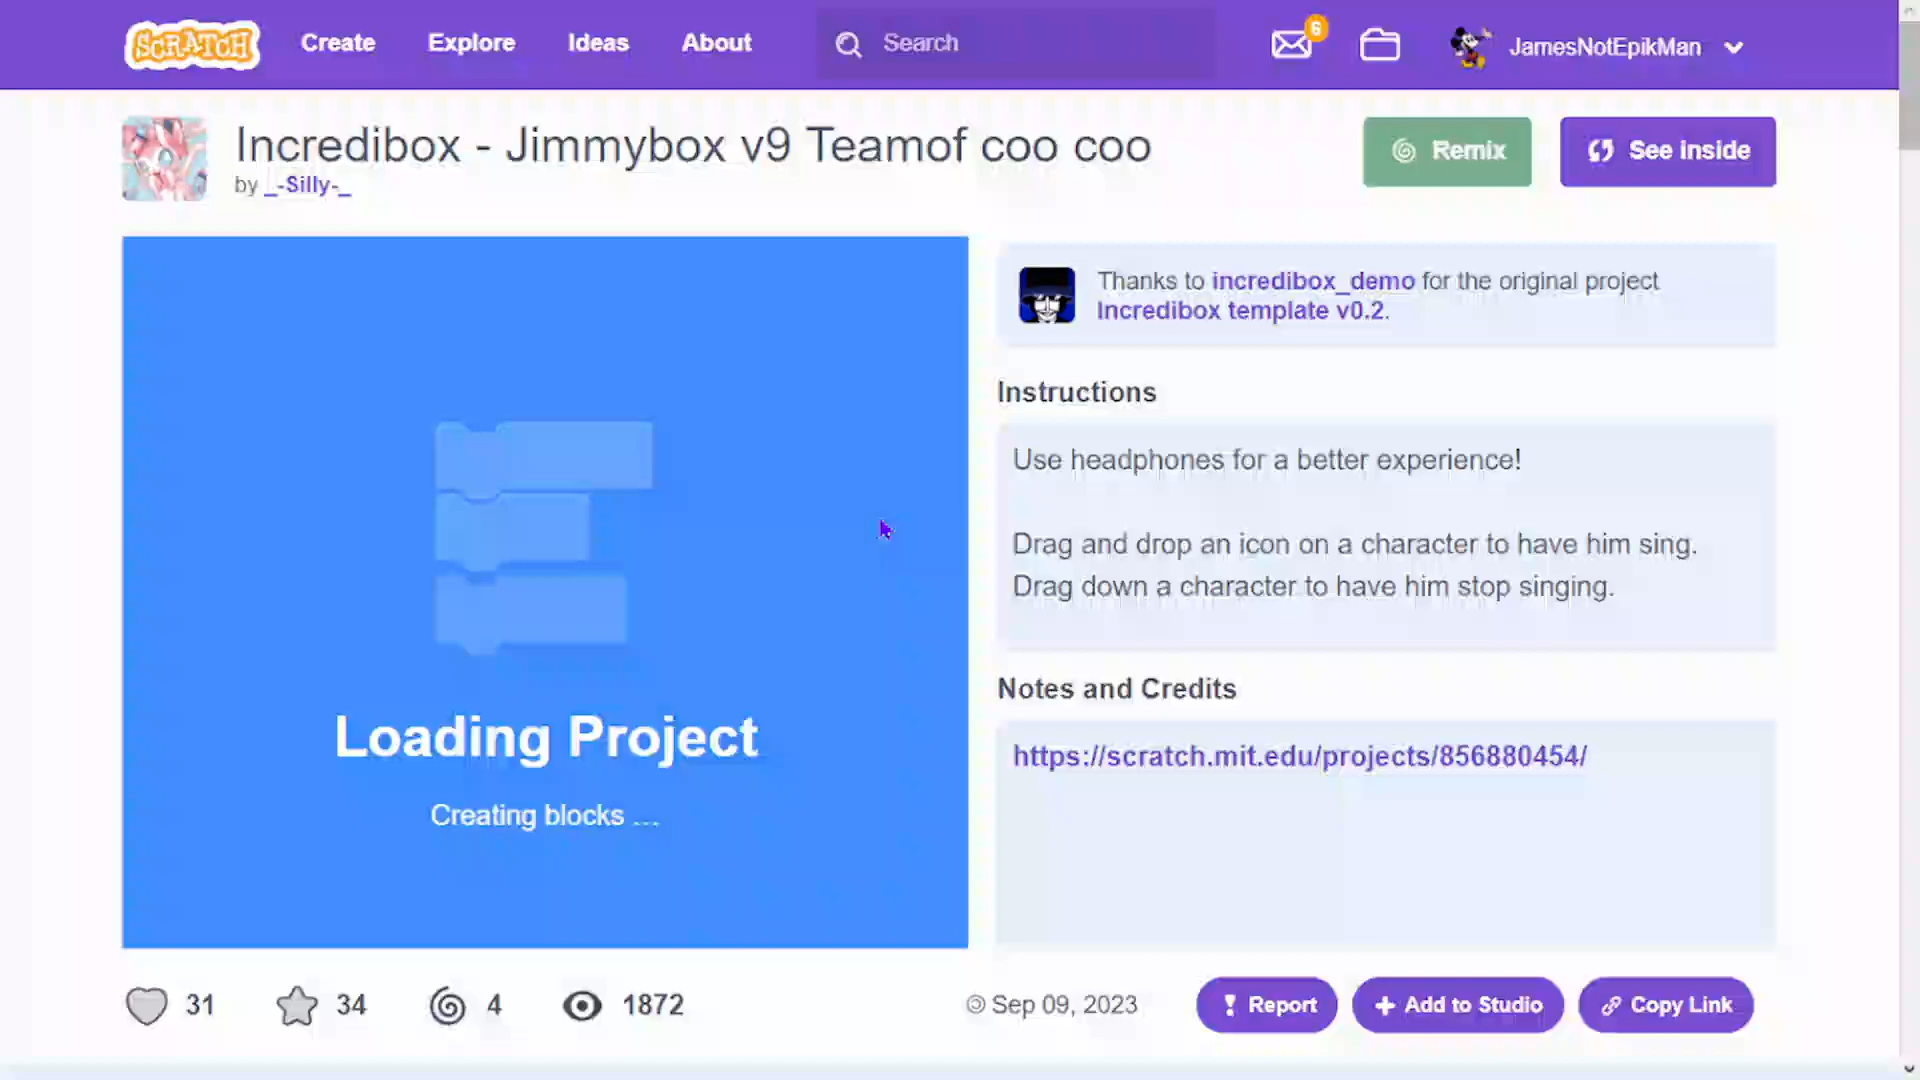 SCRATCH Create Explore Ideas About Search 6 JamesNotEpikMan
Incredibox - Jimmybox v9 Teamof coo coo
by _-Silly-_
Remix See inside
Thanks to incredibox_demo for the original project
Incredibox template v0.2.
Instructions
Use headphones for a better experience!
Drag and drop an icon on a character to have him sing.
Drag down a character to have him stop singing.
Loading Project
Creating blocks ...
Notes and Credits
https://scratch.mit.edu/projects/856880454/
31 34 4 1872 © Sep 09, 2023 Report Add to Studio Copy Link